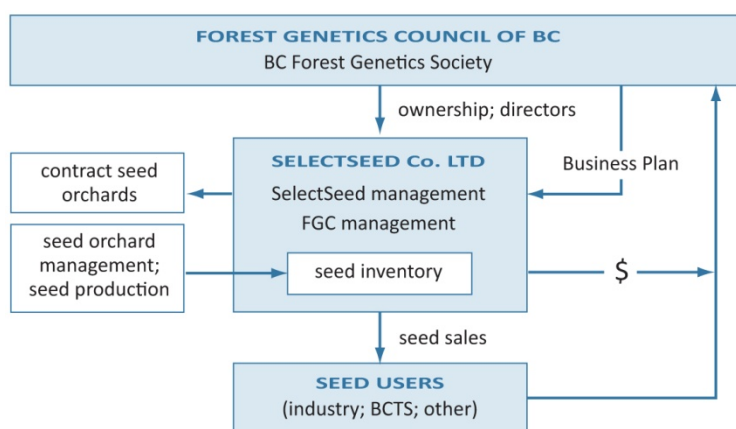 FOREST GENETICS COUNCIL OF BC
BC Forest Genetics Society
ownership; directors
SELECTSEED Co. LTD
SelectSeed management
FGC management
Business Plan
contract seed
orchards
seed orchard
management;
seed production
seed inventory
$
seed sales
SEED USERS
(industry; BCTS; other)